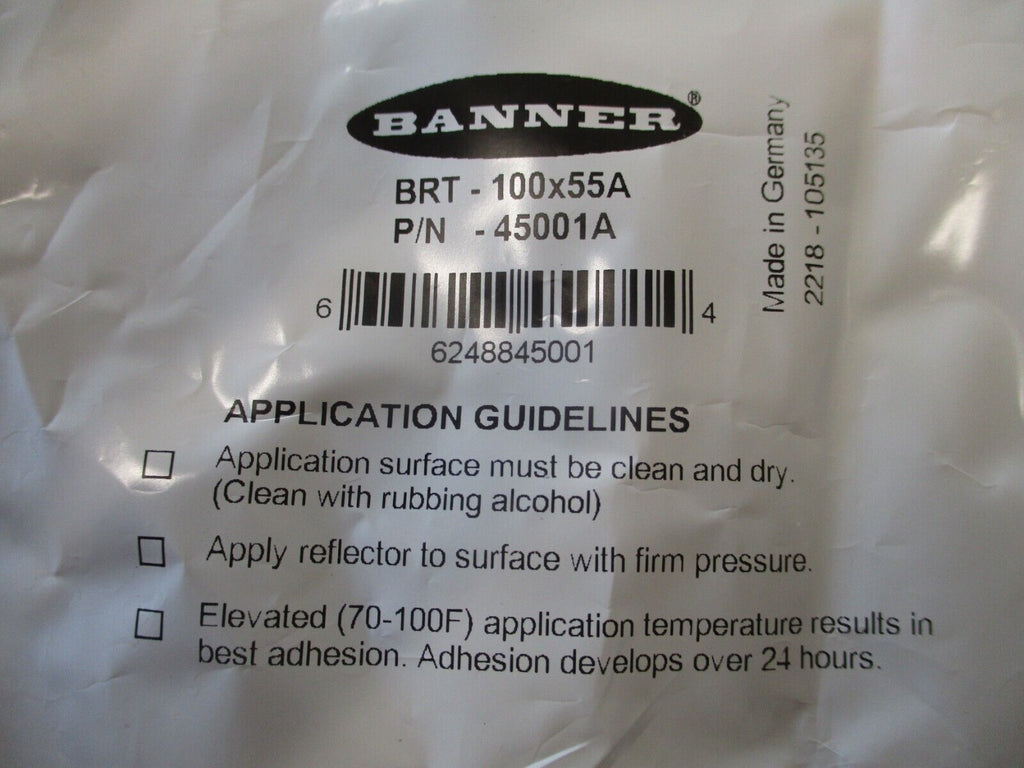 BANNER®
BRT - 100x55A
P/N - 45001A
6 4
6248845001
Made in Germany
2218 - 105135
APPLICATION GUIDELINES
Application surface must be clean and dry.
(Clean with rubbing alcohol)
Apply reflector to surface with firm pressure.
Elevated (70-100F) application temperature results in
best adhesion. Adhesion develops over 24 hours.